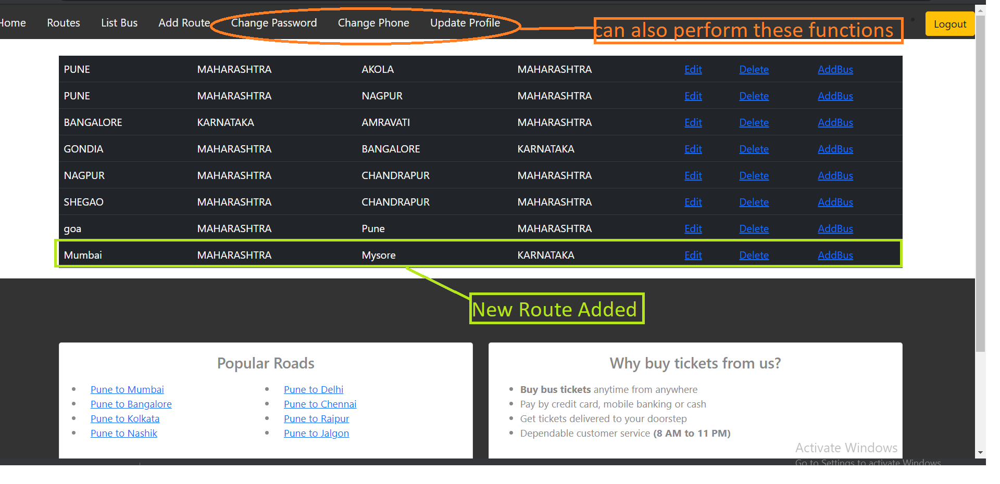 Home Routes List Bus Add Route Change Password Change Phone Update Profile Logout
can also perform these functions
PUNE MAHARASHTRA AKOLA MAHARASHTRA Edit Delete AddBus
PUNE MAHARASHTRA NAGPUR MAHARASHTRA Edit Delete AddBus
BANGALORE KARNATAKA AMRAVATI MAHARASHTRA Edit Delete AddBus
GONDIA MAHARASHTRA BANGALORE KARNATAKA Edit Delete AddBus
NAGPUR MAHARASHTRA CHANDRAPUR MAHARASHTRA Edit Delete AddBus
SHEGAO MAHARASHTRA CHANDRAPUR MAHARASHTRA Edit Delete AddBus
goa MAHARASHTRA Pune MAHARASHTRA Edit Delete AddBus
Mumbai MAHARASHTRA Mysore KARNATAKA Edit Delete AddBus
New Route Added
Popular Roads
Pune to Mumbai
Pune to Bangalore
Pune to Kolkata
Pune to Nashik
Pune to Delhi
Pune to Chennai
Pune to Raipur
Pune to Jalgon
Why buy tickets from us?
Buy bus tickets anytime from anywhere
Pay by credit card, mobile banking or cash
Get tickets delivered to your doorstep
Dependable customer service (8 AM to 11 PM)
Activate Windows
Go to Settings to activate Windows